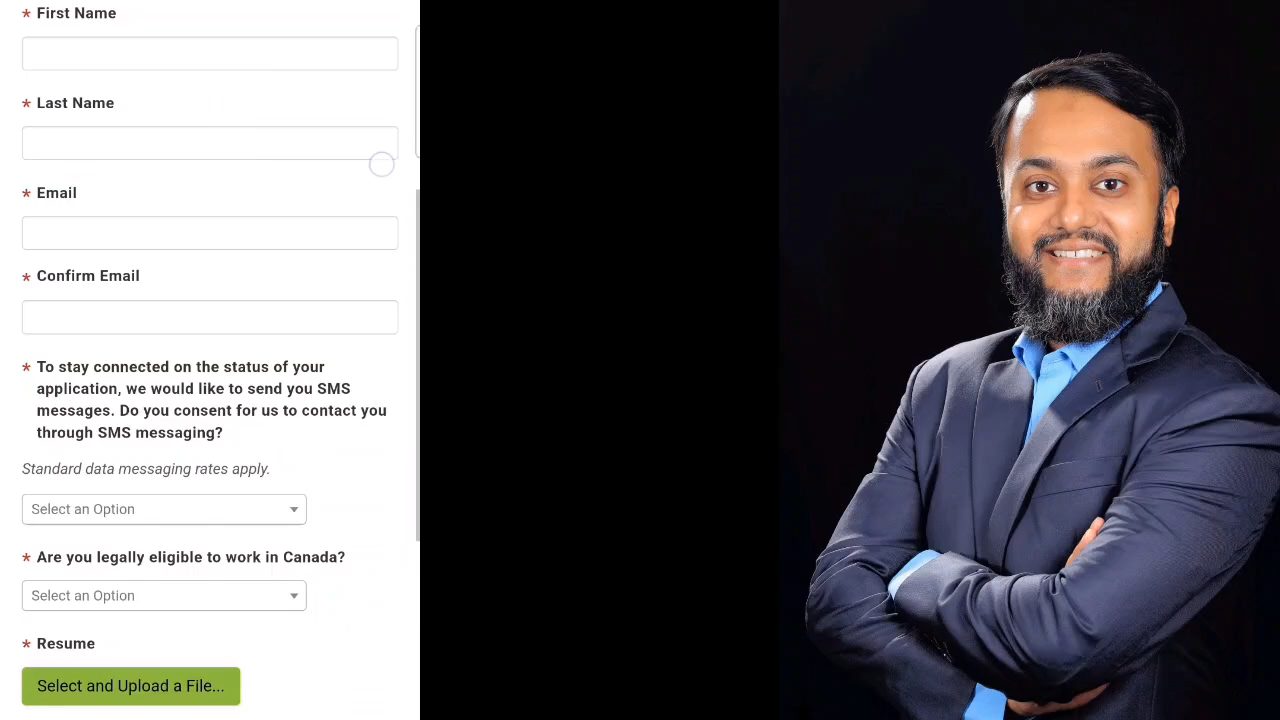 * First Name
* Last Name
* Email
* Confirm Email
* To stay connected on the status of your
application, we would like to send you SMS
messages. Do you consent for us to contact you
through SMS messaging?
Standard data messaging rates apply.
Select an Option
* Are you legally eligible to work in Canada?
Select an Option
* Resume
Select and Upload a File...